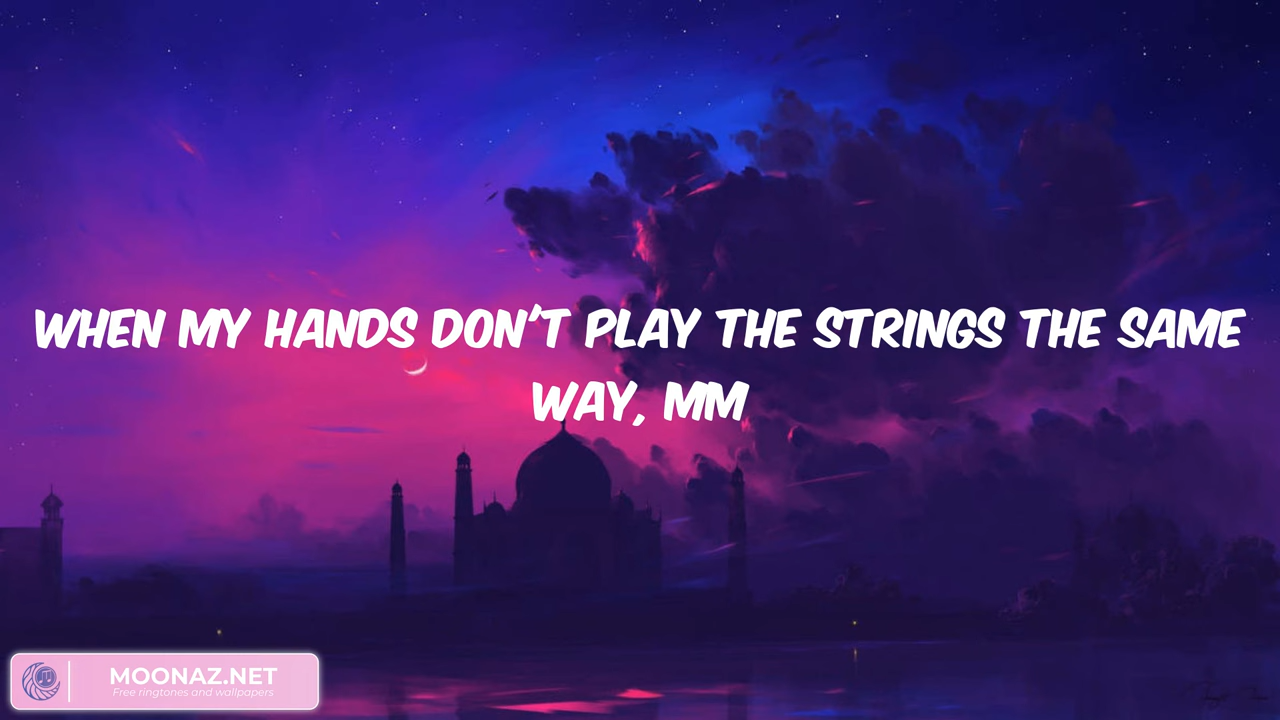 WHEN MY HANDS DON'T PLAY THE STRINGS THE SAME
WAY, MM
MOONAZ.NET
Free ringtones and wallpapers